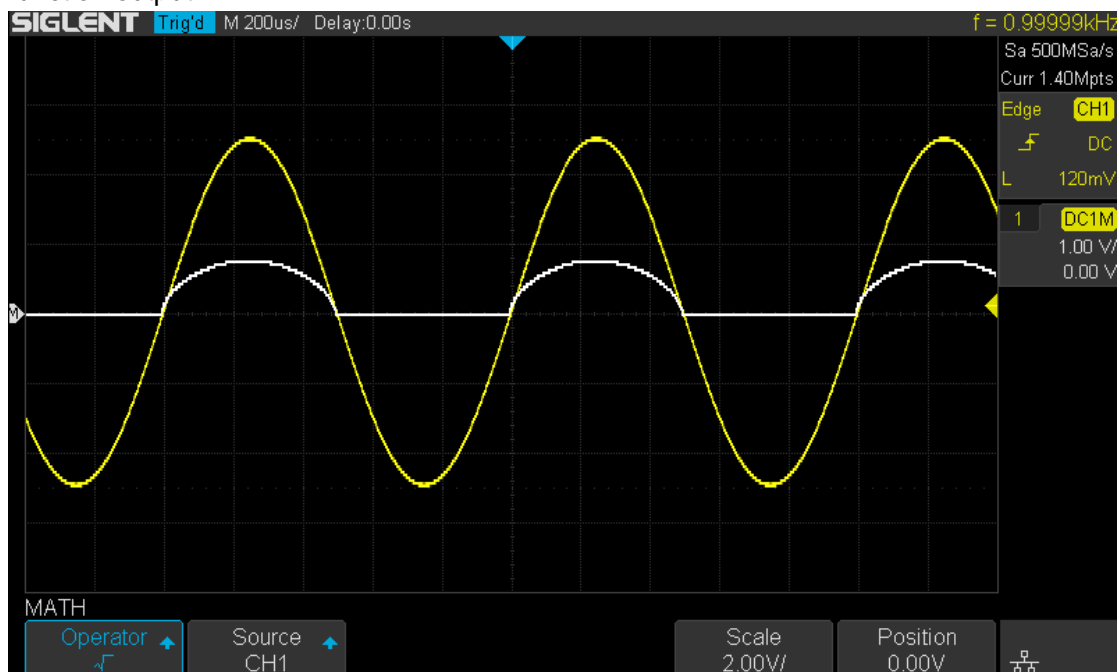 SIGLENT Trig'd M 200us/ Delay:0.00s f = 0.99999kHz
Sa 500MSa/s
Curr 1.40Mpts
Edge CH1
DC
L 120mV
1 DC1M
1.00 V/
0.00 V
M
MATH
Operator Source Scale Position
√ CH1 2.00V/ 0.00V